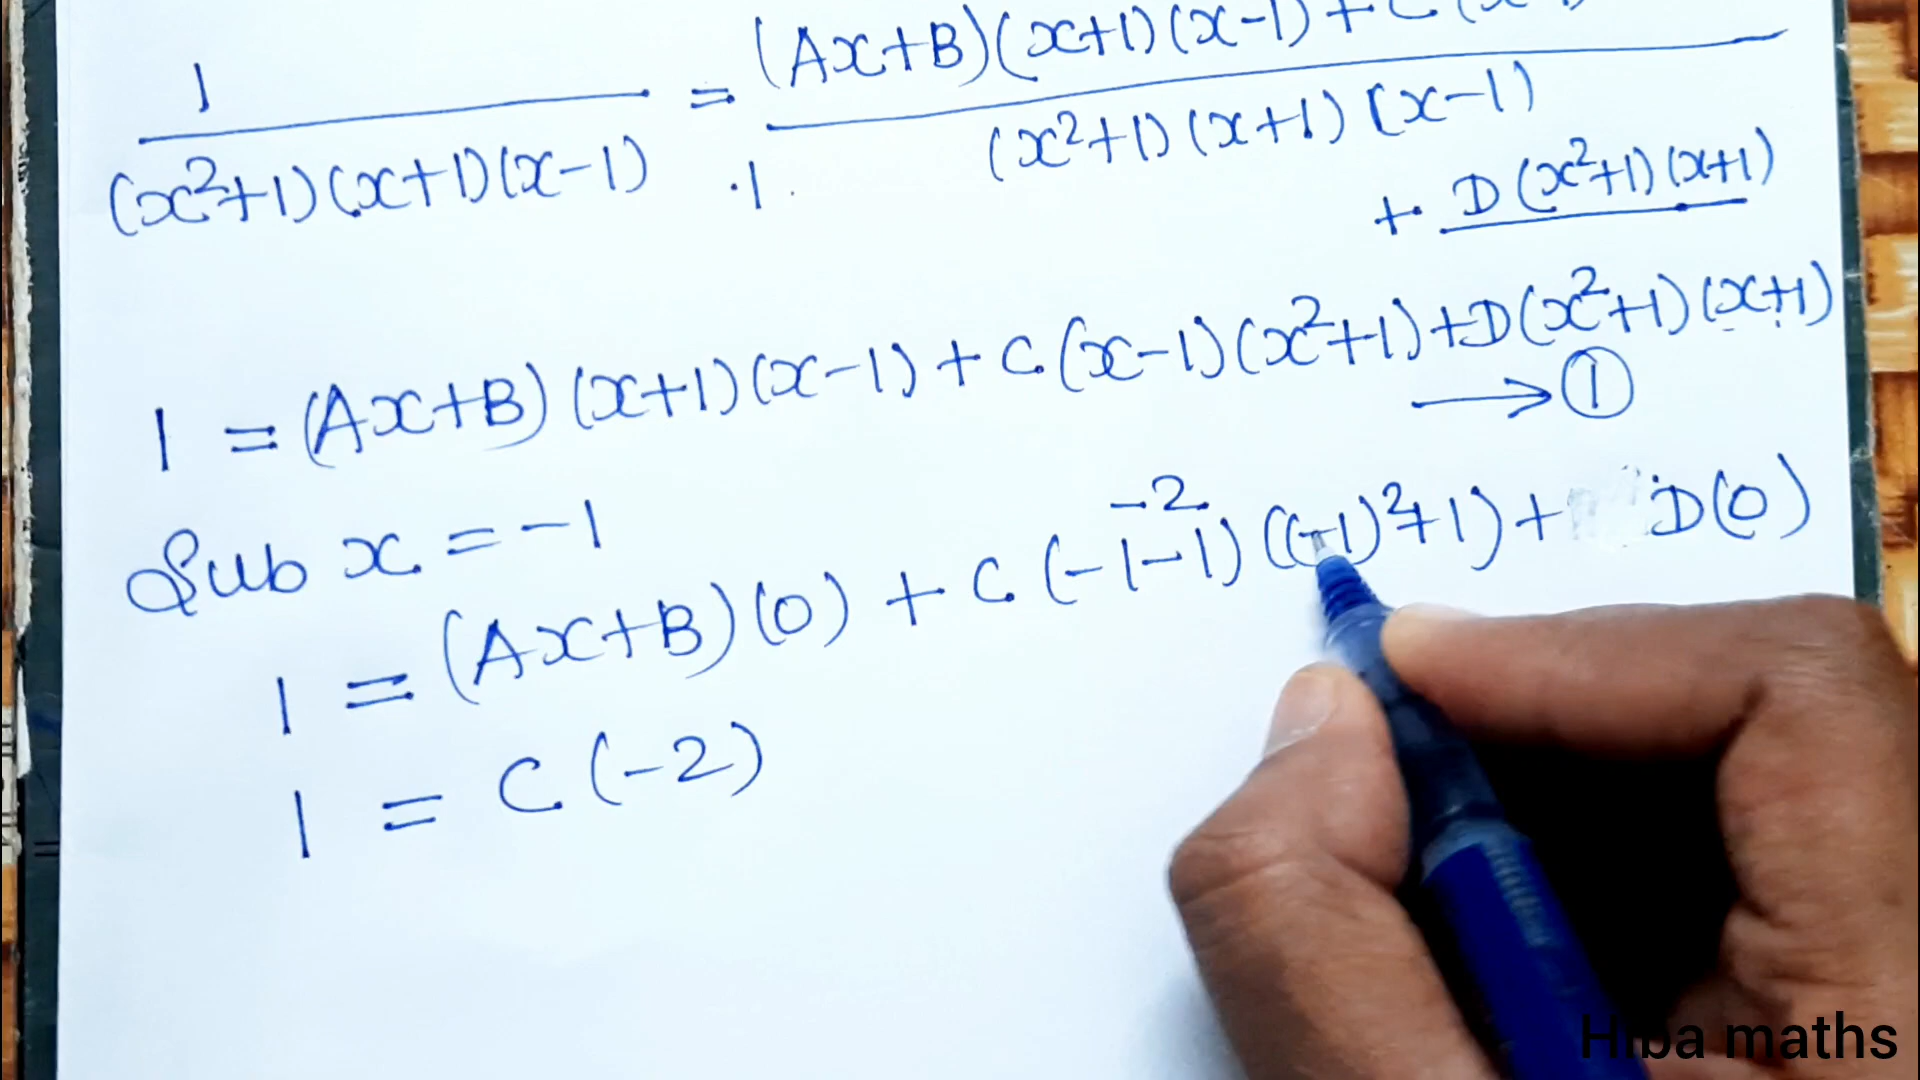 (Ax+B)(x+1)(x-1)+C(x-1)
1 / (x²+1)(x+1)(x-1) = / (x²+1)(x+1)(x-1)
.1.
+ D(x²+1)(x+1)
1 = (Ax+B)(x+1)(x-1)+C(x-1)(x²+1)+D(x²+1)(x+1)
→ ①
Sub x = -1
-2
1 = (Ax+B)(0) + C(-1-1)((-1)²+1)+ D(0)
1 = C(-2)
Hiba maths